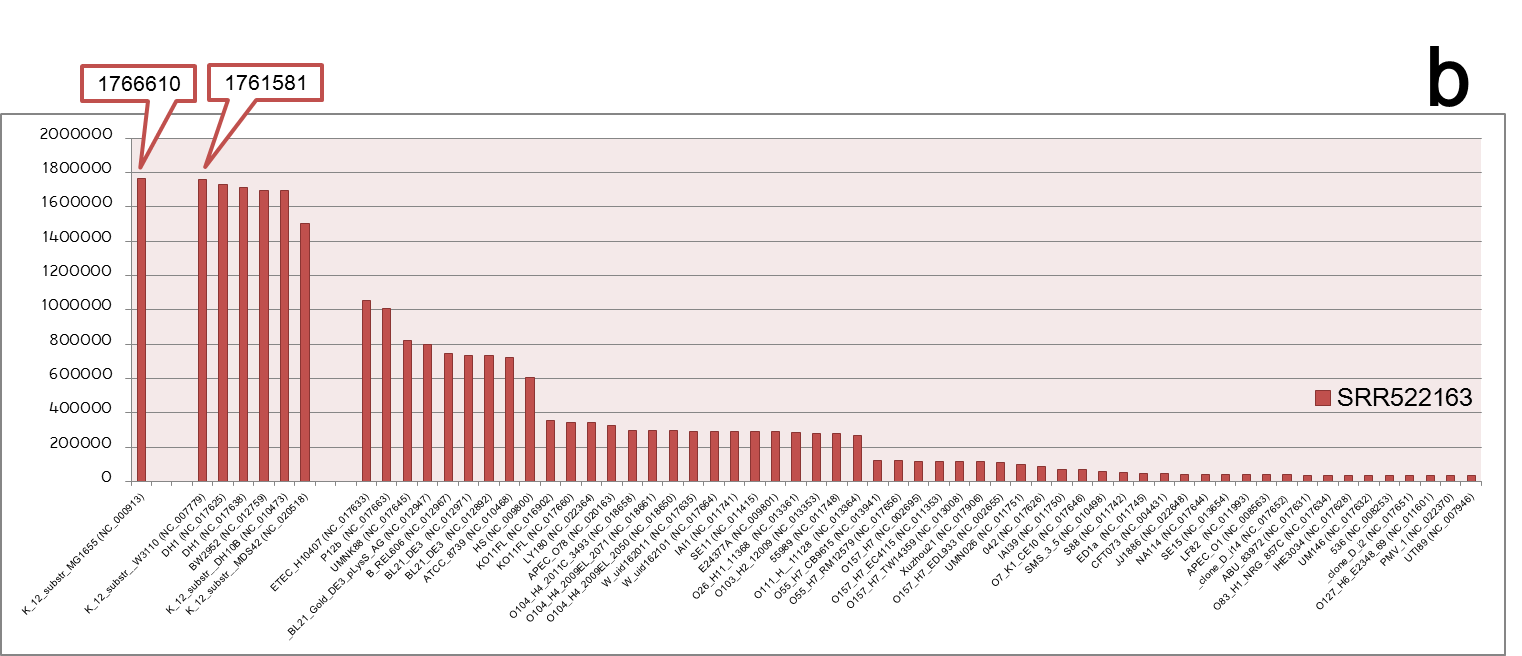 b
1766610
1761581
2000000
1800000
1600000
1400000
1200000
1000000
800000
600000
400000
200000
0
SRR522163
K_12_substr_MG1655 (NC_000913)
K_12_substr__W3110 (NC_007779)
DH1 (NC_017625)
DH1 (NC_017638)
BW2952 (NC_012759)
K_12_substr__DH10B (NC_010473)
K_12_substr__MDS42 (NC_020518)
ETEC_H10407 (NC_017633)
P12b (NC_017663)
UMNK88 (NC_017645)
_BL21_Gold_DE3_pLysS_AG (NC_012947)
B_REL606 (NC_012967)
BL21_DE3_ (NC_012971)
BL21_DE3_ (NC_012892)
ATCC_8739 (NC_010468)
HS (NC_009800)
KO11FL (NC_016902)
KO11FL (NC_017660)
LY180 (NC_022364)
APEC_O78 (NC_020163)
O104_H4_2011C_3493 (NC_018658)
O104_H4_2009EL_2071 (NC_018661)
O104_H4_2009EL_2050 (NC_018650)
W_uid162011 (NC_017635)
W_uid162101 (NC_017664)
IAI1 (NC_011741)
SE11 (NC_011415)
E24377A (NC_009801)
O26_H11_11368 (NC_013361)
O103_H2_12009 (NC_013353)
55989 (NC_011748)
O111_H__11128 (NC_013364)
O55_H7_CB9615 (NC_013941)
O55_H7_RM12579 (NC_017656)
O157_H7 (NC_002695)
O157_H7_EC4115 (NC_011353)
O157_H7_TW14359 (NC_013008)
Xuzhou21 (NC_017906)
O157_H7_EDL933 (NC_002655)
UMN026 (NC_011751)
042 (NC_017626)
IAI39 (NC_011750)
O7_K1_CE10 (NC_017646)
SMS_3_5 (NC_010498)
S88 (NC_011742)
ED1a (NC_011745)
CFT073 (NC_004431)
JJ1886 (NC_022648)
NA114 (NC_017644)
SE15 (NC_013654)
LF82_ (NC_011993)
APEC_O1 (NC_008563)
_clone_D_i14 (NC_017652)
ABU_83972 (NC_017631)
O83_H1_NRG_857C (NC_017634)
IHE3034 (NC_017628)
UM146 (NC_017632)
536 (NC_008253)
_clone_D_i2 (NC_017651)
O127_H6_E2348_69 (NC_011601)
PMV_1 (NC_022370)
UTI89 (NC_007946)